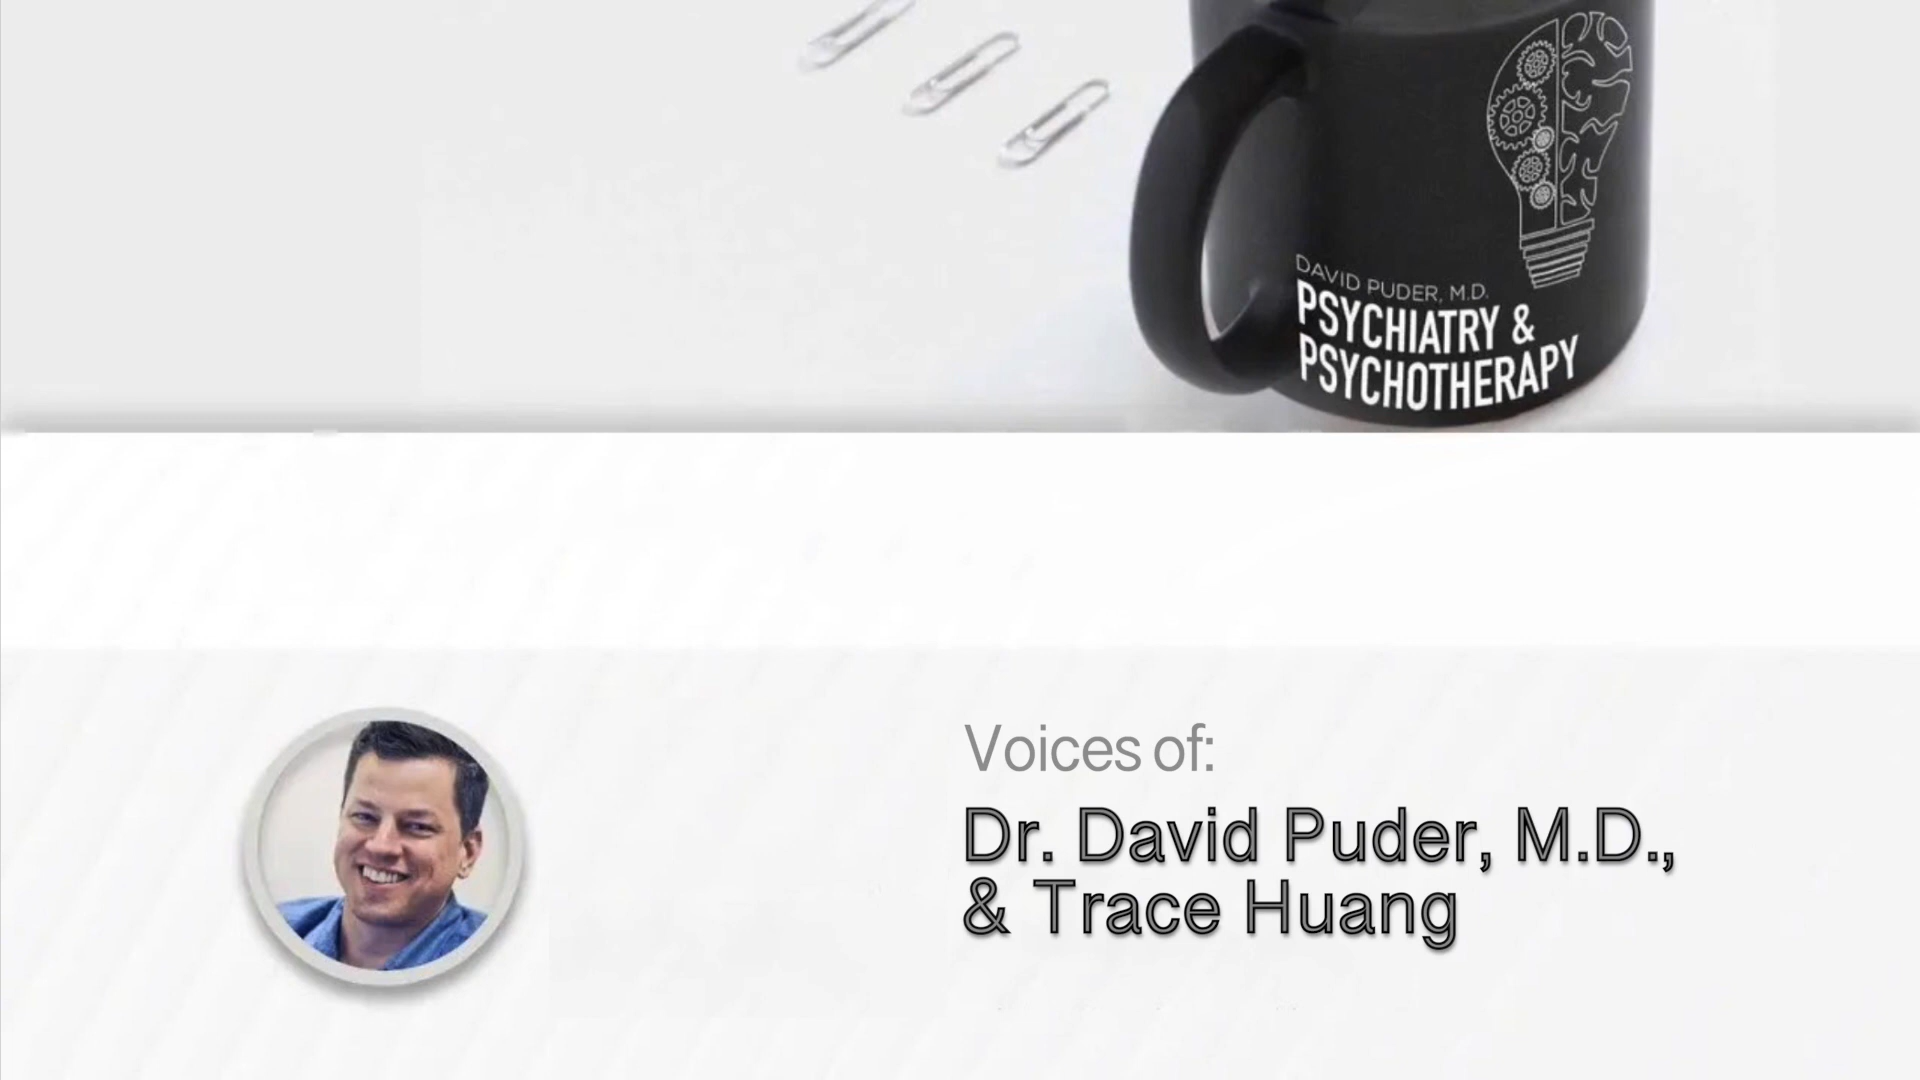 DAVID PUDER, M.D.
PSYCHIATRY &
PSYCHOTHERAPY
Voices of:
Dr. David Puder, M.D.,
& Trace Huang